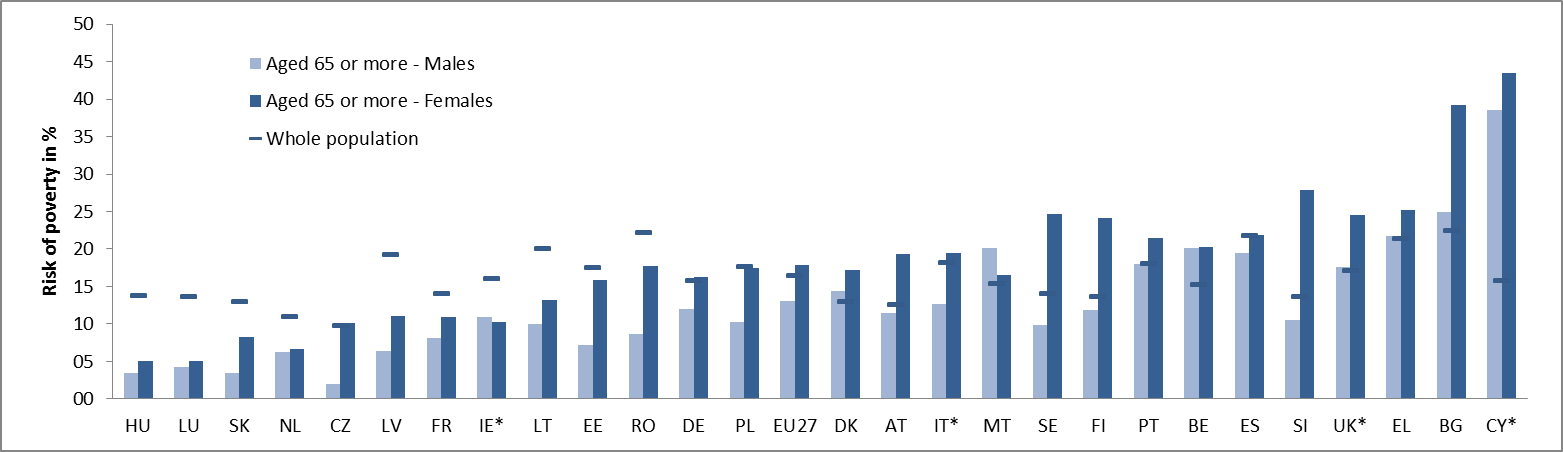 50
45
40
35
30
25
20
15
10
05
00
Risk of poverty in %
Aged 65 or more - Males
Aged 65 or more - Females
Whole population
HU LU SK NL CZ LV FR IE* LT EE RO DE PL EU27 DK AT IT* MT SE FI PT BE ES SI UK* EL BG CY*